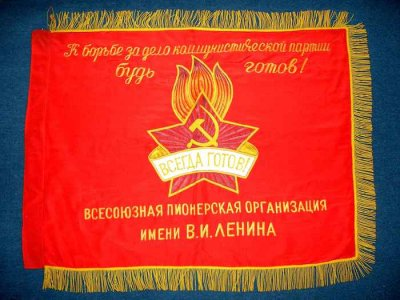 К борьбе за дело коммунистической партии
будь готов!
ВСЕГДА ГОТОВ!
ВСЕСОЮЗНАЯ ПИОНЕРСКАЯ ОРГАНИЗАЦИЯ
ИМЕНИ В.И.ЛЕНИНА